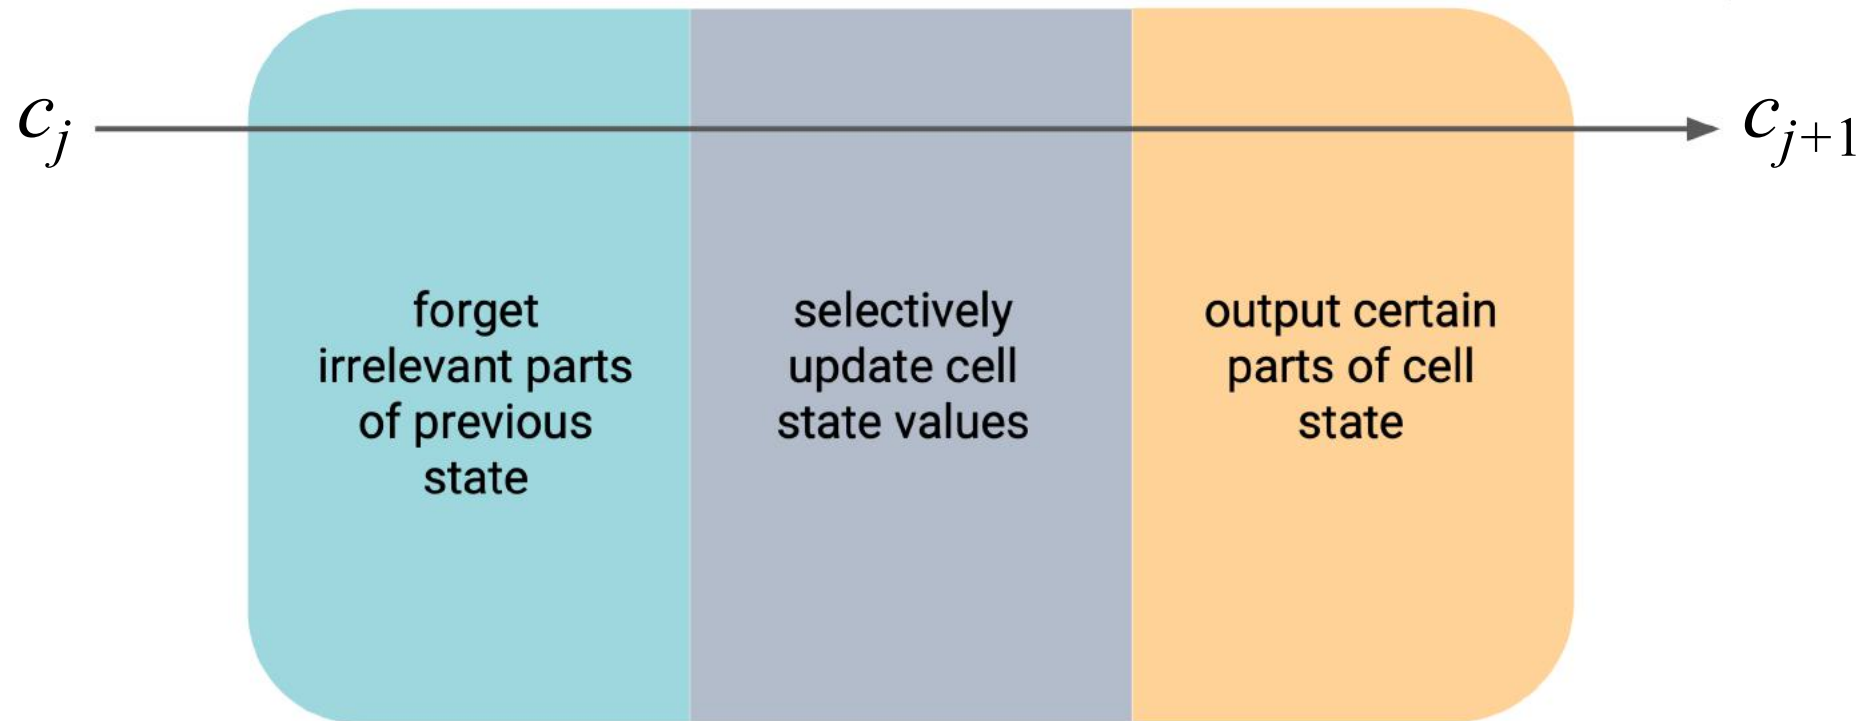 c_j
c_{j+1}
forget
irrelevant parts
of previous
state
selectively
update cell
state values
output certain
parts of cell
state